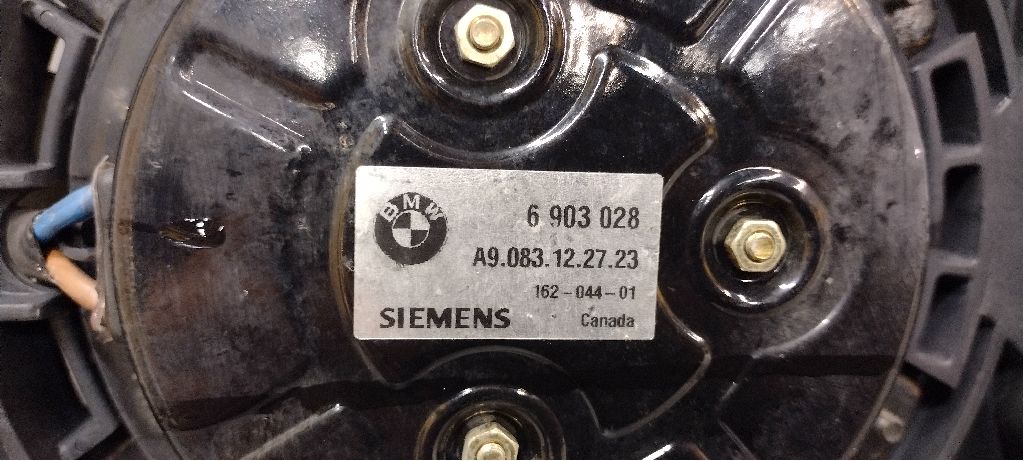 BMW
6 903 028
A9.083.12.27.23
162-044-01
SIEMENS Canada